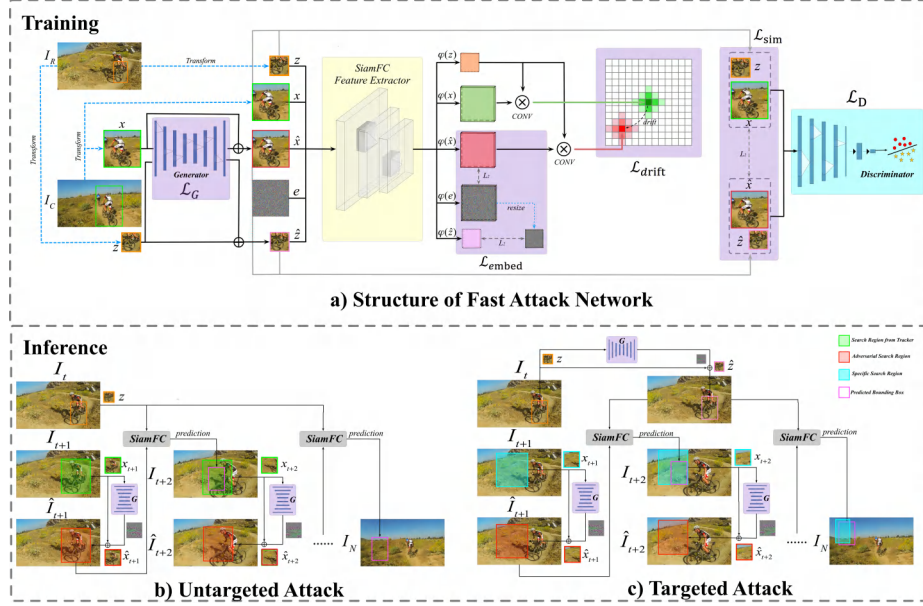 Training
I_R
Transform
z
x
x̂
e
ẑ
Transform
Transform
x
Generator
L_G
I_C
z
SiamFC
Feature Extractor
φ(z)
φ(x)
φ(x̂)
φ(e)
φ(ẑ)
CONV
CONV
L_2
resize
L_2
L_embed
drift
L_drift
L_sim
z
x
L_2
x̂
ẑ
L_D
Discriminator
a) Structure of Fast Attack Network
Inference
I_t
z
SiamFC
prediction
SiamFC
I_t+1
x_t+1
I_t+2
x_t+2
G
G
Î_t+1
x̂_t+1
Î_t+2
x̂_t+2
......
I_N
b) Untargeted Attack
G
z
ẑ
I_t
SiamFC
prediction
SiamFC
I_t+1
x_t+1
I_t+2
x_t+2
G
G
Î_t+1
x̂_t+1
Î_t+2
x̂_t+2
......
I_N
c) Targeted Attack
Search Region from Tracker
Adversarial Search Region
Specific Search Region
Predicted Bounding Box